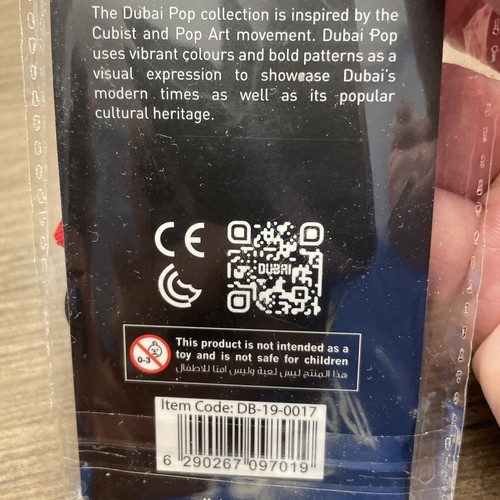 The Dubai Pop collection is inspired by the
Cubist and Pop Art movement. Dubai Pop
uses vibrant colours and bold patterns as a
visual expression to showcase Dubai's
modern times as well as its popular
cultural heritage.
CE
DUBAI
0-3
This product is not intended as a
toy and is not safe for children
هذا المنتج ليس لعبة وليس امنا للاطفال
Item Code: DB-19-0017
6 290267 097019